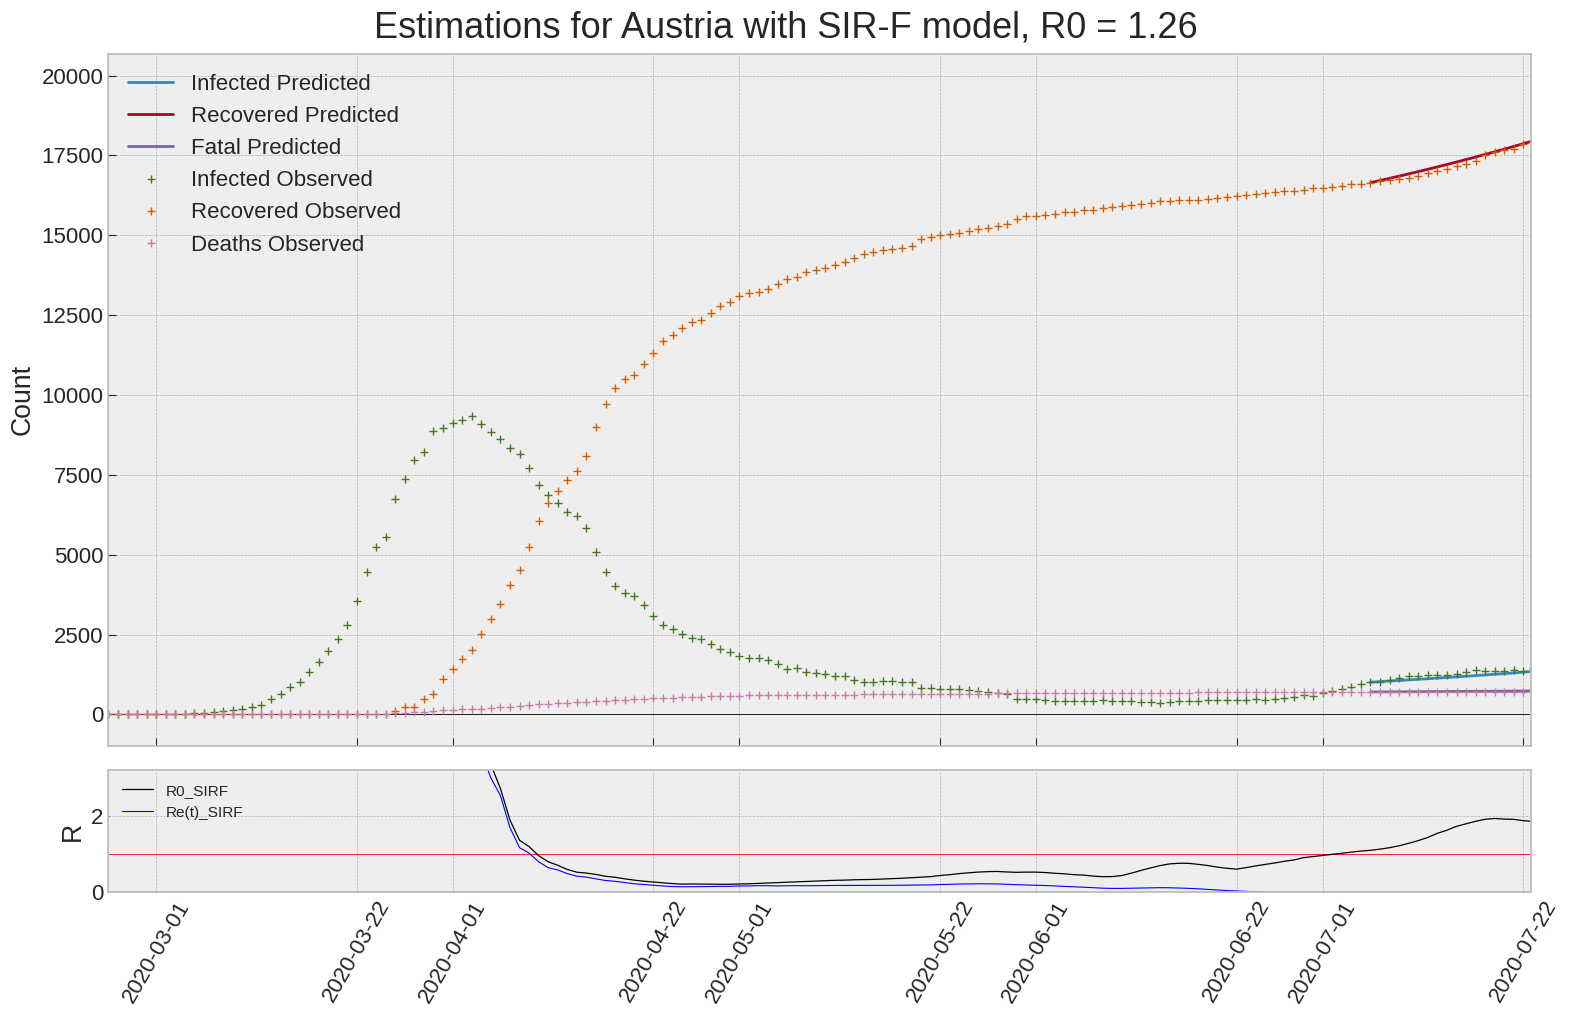 Estimations for Austria with SIR-F model, R0 = 1.26
Infected Predicted
Recovered Predicted
Fatal Predicted
Infected Observed
Recovered Observed
Deaths Observed
Count
20000
17500
15000
12500
10000
7500
5000
2500
0
R0_SIRF
Re(t)_SIRF
R
2
0
2020-03-01
2020-03-22
2020-04-01
2020-04-22
2020-05-01
2020-05-22
2020-06-01
2020-06-22
2020-07-01
2020-07-22